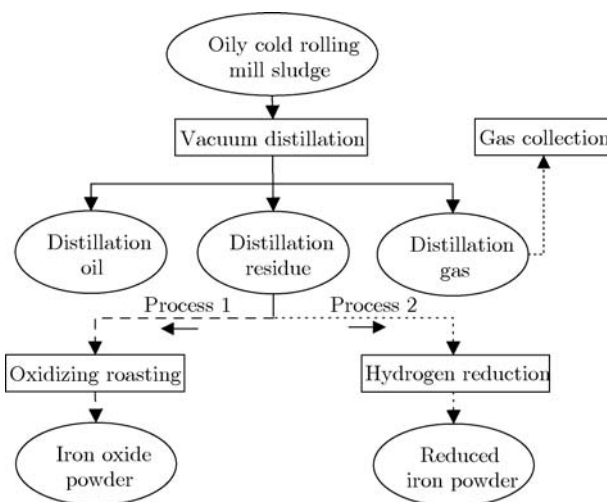 Oily cold rolling
mill sludge
Vacuum distillation
Gas collection
Distillation
oil
Distillation
residue
Distillation
gas
Process 1
Process 2
Oxidizing roasting
Hydrogen reduction
Iron oxide
powder
Reduced
iron powder